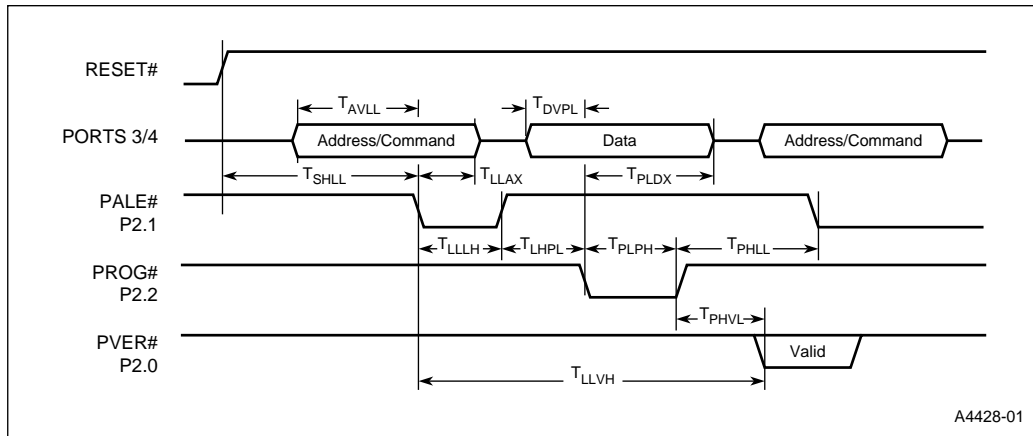 RESET#
T_AVLL
T_DVPL
PORTS 3/4
Address/Command
Data
Address/Command
T_SHLL
T_LLAX
T_PLDX
PALE#
P2.1
T_LLLH
T_LHPL
T_PLPH
T_PHLL
PROG#
P2.2
T_PHVL
PVER#
P2.0
Valid
T_LLVH
A4428-01